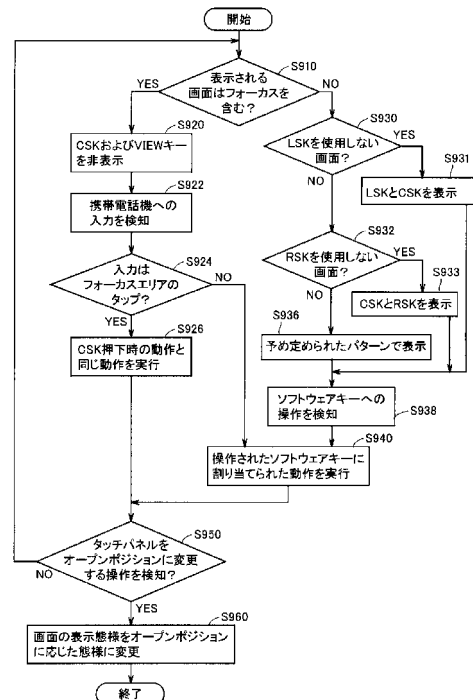 開始
S910
表示される
画面はフォーカスを
含む?
YES
NO
S920
CSKおよびVIEWキー
を非表示
S922
携帯電話機への
入力を検知
S924
入力は
フォーカスエリアの
タップ?
NO
YES
S926
CSK押下時の動作と
同じ動作を実行
S930
LSKを使用しない
画面?
YES
NO
S931
LSKとCSKを表示
S932
RSKを使用しない
画面?
YES
NO
S933
CSKとRSKを表示
S936
予め定められたパターンで表示
ソフトウェアキーへの
操作を検知
S938
S940
操作されたソフトウェアキーに
割り当てられた動作を実行
S950
タッチパネルを
オープンポジションに変更
する操作を検知?
NO
YES
S960
画面の表示態様をオープンポジション
に応じた態様に変更
終了